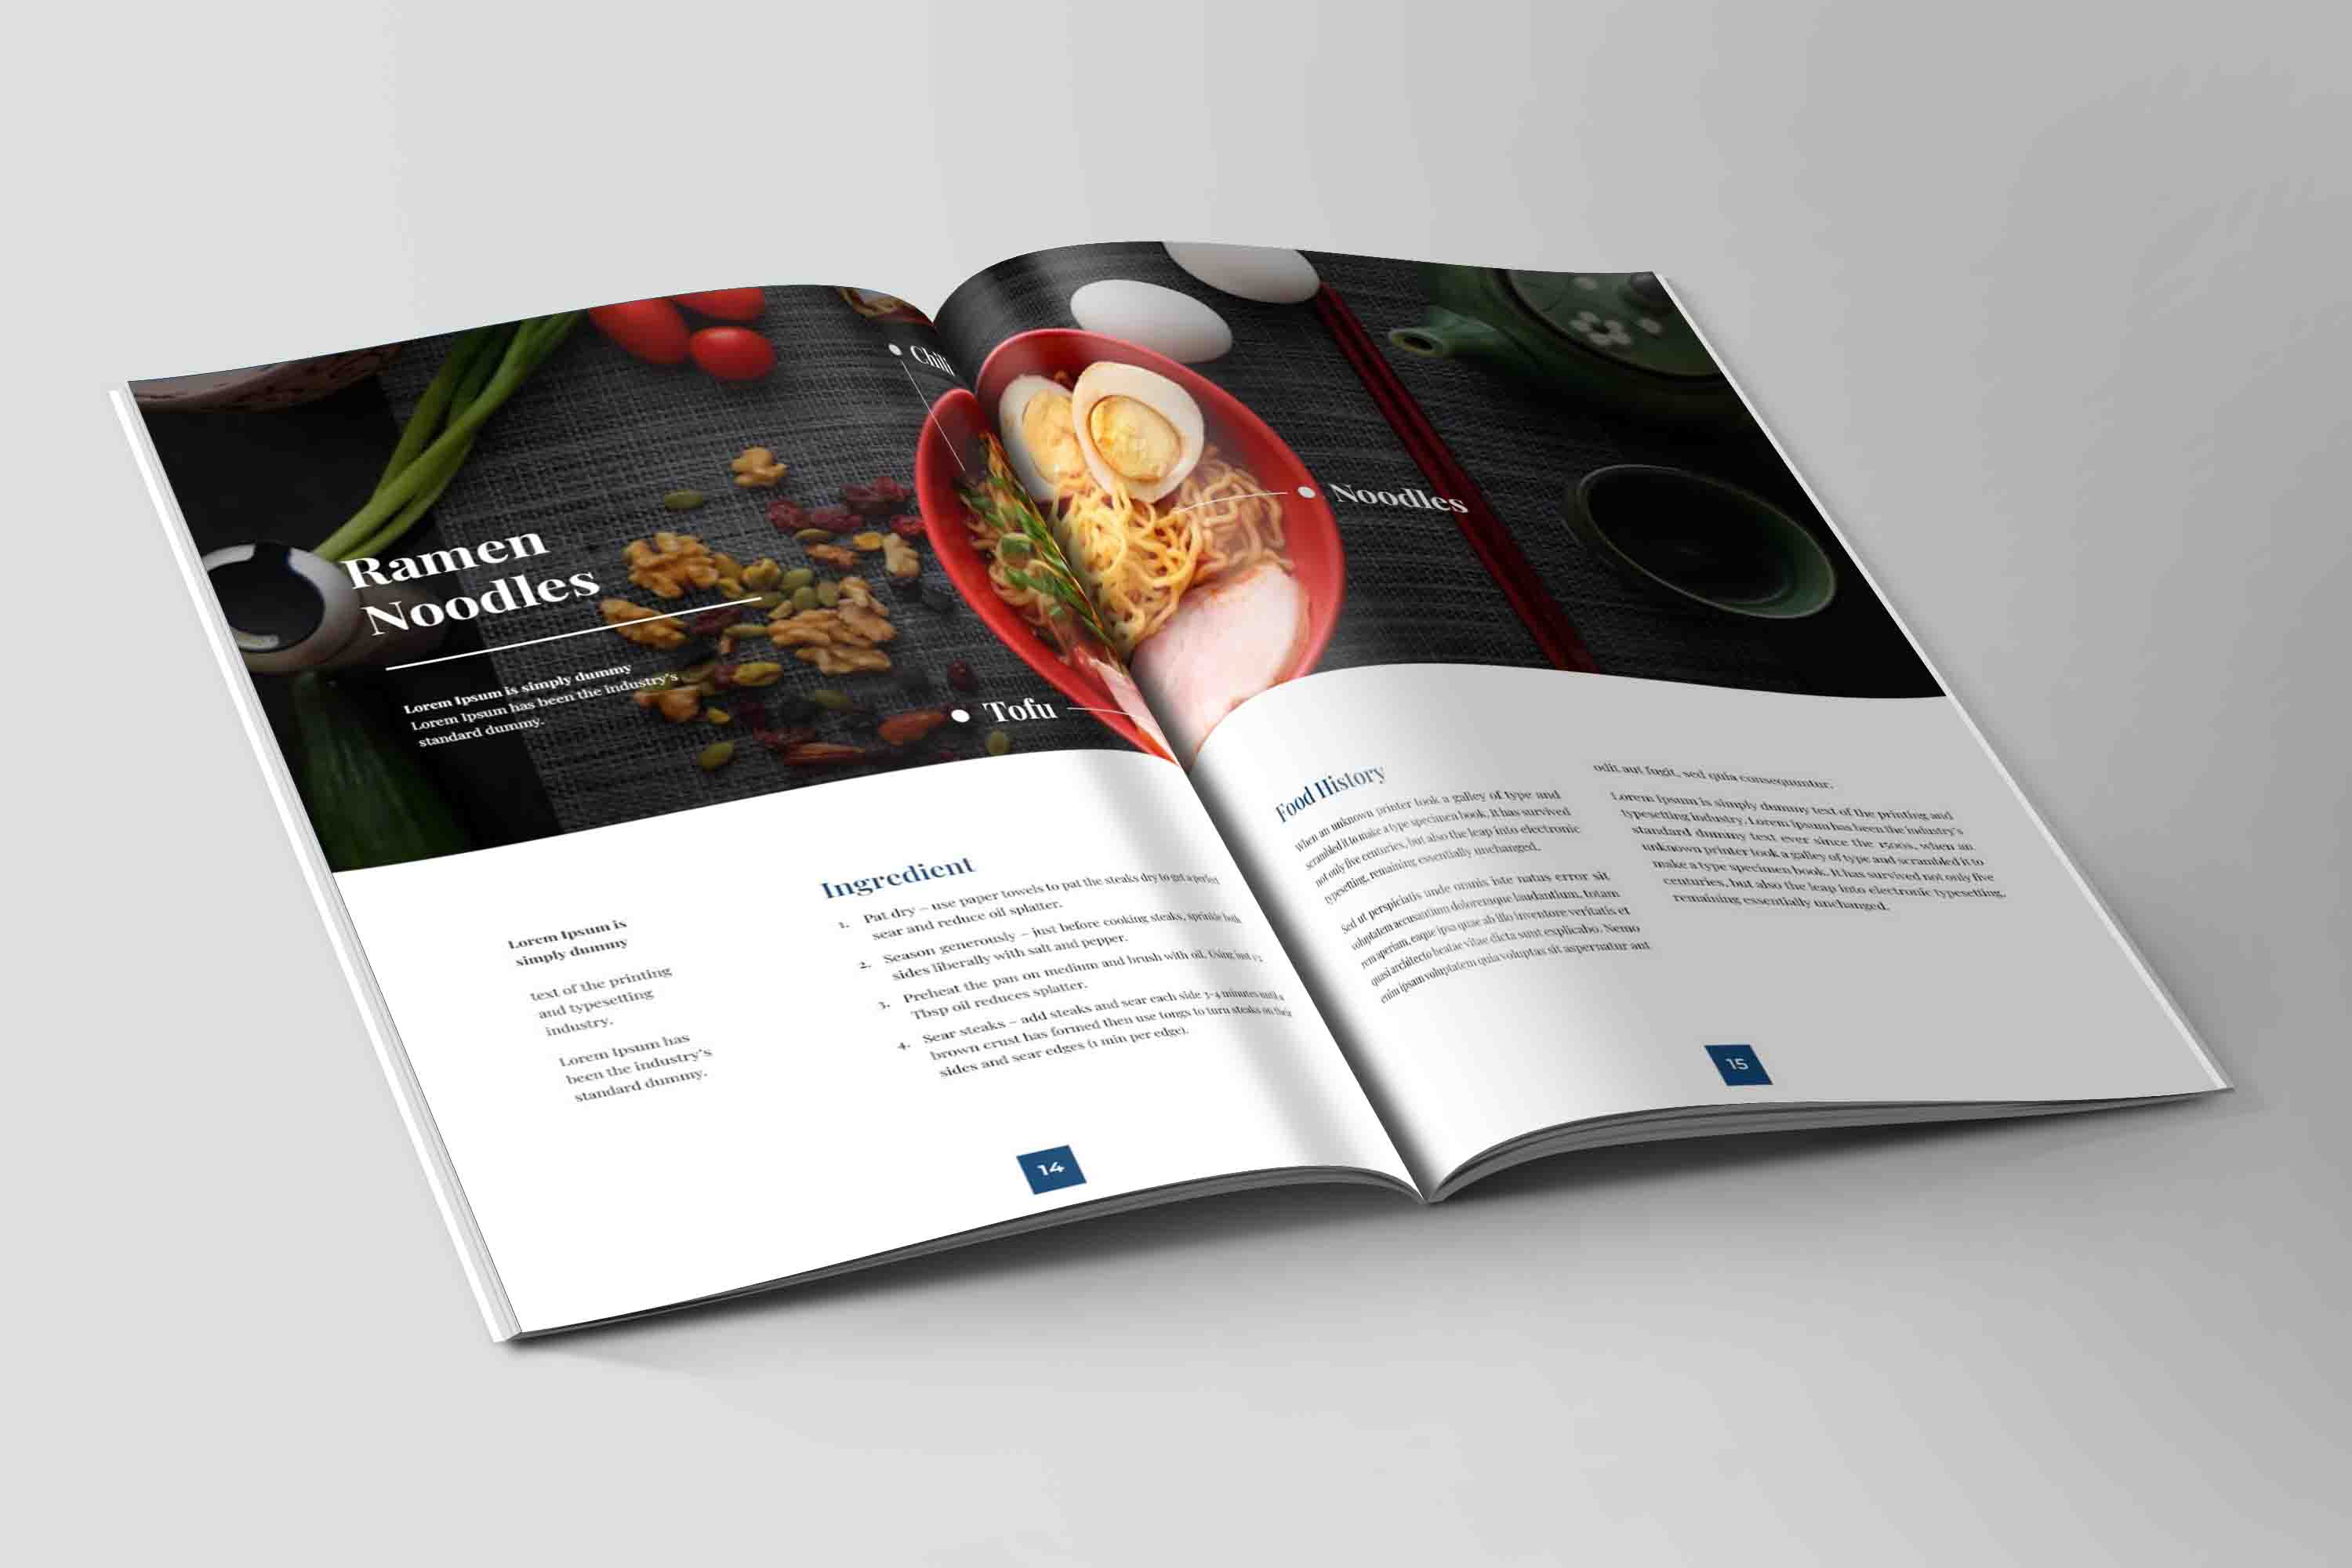 Ramen
Noodles
Lorem Ipsum is simply dummy
Lorem Ipsum has been the industry's
standard dummy.
Chili
Noodles
Tofu
Lorem Ipsum is
simply dummy
text of the printing
and typesetting
industry.
Lorem Ipsum has
been the industry's
standard dummy.
Ingredient
1. Pat dry – use paper towels to pat the steaks dry to get a perfect
sear and reduce oil splatter.
2. Season generously – just before cooking steaks, sprinkle both
sides liberally with salt and pepper.
3. Preheat the pan on medium and brush with oil. Using just 1/2
Tbsp oil reduces splatter.
4. Sear steaks – add steaks and sear each side 3-4 minutes until a
brown crust has formed then use tongs to turn steaks on their
sides and sear edges (1 min per edge).
14
Food History
When an unknown printer took a galley of type and
scrambled it to make a type specimen book. It has survived
not only five centuries, but also the leap into electronic
typesetting, remaining essentially unchanged.
Sed ut perspiciatis unde omnis iste natus error sit
voluptatem accusantium doloremque laudantium, totam
rem aperiam, eaque ipsa quae ab illo inventore veritatis et
quasi architecto beatae vitae dicta sunt explicabo. Nemo
enim ipsam voluptatem quia voluptas sit aspernatur aut
odit aut fugit, sed quia consequuntur.
Lorem Ipsum is simply dummy text of the printing and
typesetting industry. Lorem Ipsum has been the industry's
standard dummy text ever since the 1500s, when an
unknown printer took a galley of type and scrambled it to
make a type specimen book. It has survived not only five
centuries, but also the leap into electronic typesetting,
remaining essentially unchanged.
15